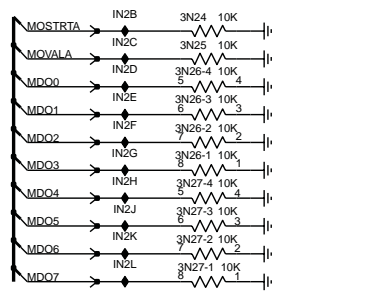 IN2B 3N24 10K
MOSTRTA
IN2C 3N25 10K
MOVALA
IN2D 3N26-4 10K
MDO0 5 4
IN2E 3N26-3 10K
MDO1 6 3
IN2F 3N26-2 10K
MDO2 7 2
IN2G 3N26-1 10K
MDO3 8 1
IN2H 3N27-4 10K
MDO4 5 4
IN2J 3N27-3 10K
MDO5 6 3
IN2K 3N27-2 10K
MDO6 7 2
IN2L 3N27-1 10K
MDO7 8 1